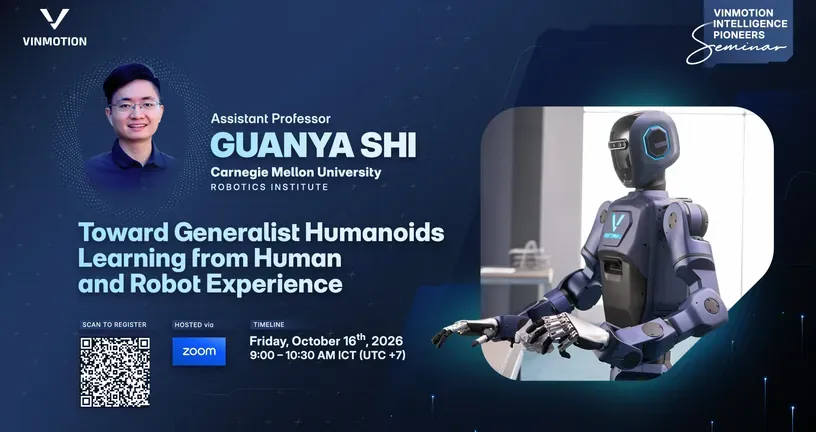 VINMOTION
VINMOTION
INTELLIGENCE
PIONEERS
Seminar
Assistant Professor
GUANYA SHI
Carnegie Mellon University
ROBOTICS INSTITUTE
Toward Generalist Humanoids
Learning from Human
and Robot Experience
SCAN TO REGISTER
HOSTED via
TIMELINE
zoom
Friday, October 16th, 2026
9:00 – 10:30 AM ICT (UTC +7)